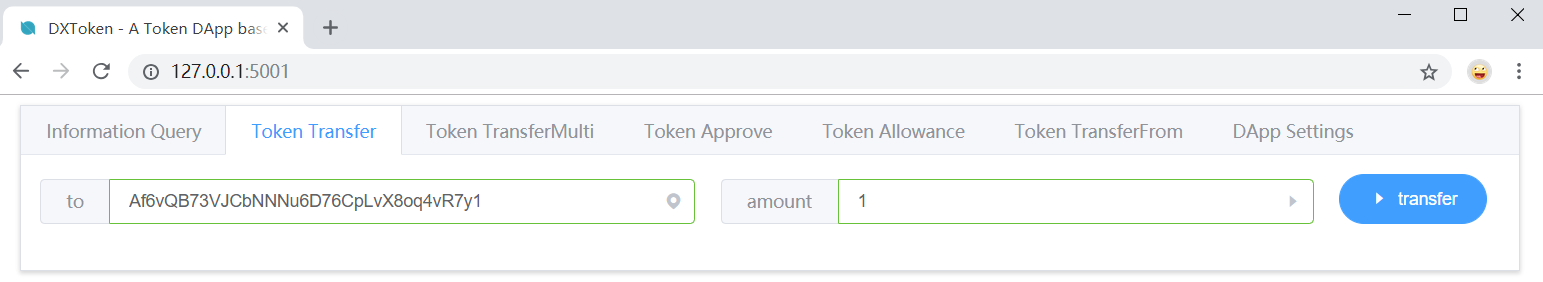 DXToken - A Token DApp bas
127.0.0.1:5001
Information Query Token Transfer Token TransferMulti Token Approve Token Allowance Token TransferFrom DApp Settings
to Af6vQB73VJCbNNNu6D76CpLvX8oq4vR7y1 amount 1 transfer